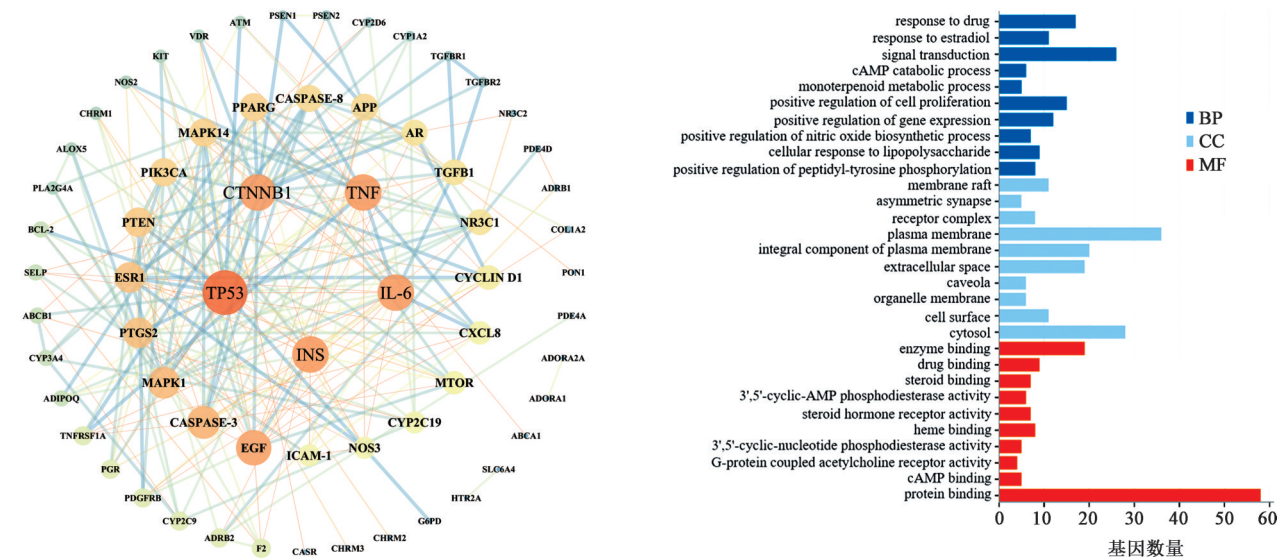 PSEN1
PSEN2
ATM
CYP2D6
VDR
CYP1A2
KIT
TGFBR1
NOS2
TGFBR2
CHRM1
NR3C2
ALOX5
PDE4D
PLA2G4A
ADRB1
BCL-2
COL1A2
SELP
PON1
ABCB1
PDE4A
CYP3A4
ADORA2A
ADIPOQ
ADORA1
TNFRSF1A
ABCA1
PGR
SLC6A4
PDGFRB
HTR2A
CYP2C9
G6PD
ADRB2
CHRM2
F2
CASR
CHRM3
CASPASE-8
PPARG
APP
MAPK14
AR
PIK3CA
TGFB1
PTEN
NR3C1
ESR1
CYCLIN D1
PTGS2
CXCL8
MAPK1
MTOR
CASPASE-3
CYP2C19
EGF
ICAM-1
NOS3
CTNNB1
TNF
TP53
IL-6
INS
response to drug
response to estradiol
signal transduction
cAMP catabolic process
monoterpenoid metabolic process
positive regulation of cell proliferation
positive regulation of gene expression
positive regulation of nitric oxide biosynthetic process
cellular response to lipopolysaccharide
positive regulation of peptidyl-tyrosine phosphorylation
membrane raft
asymmetric synapse
receptor complex
plasma membrane
integral component of plasma membrane
extracellular space
caveola
organelle membrane
cell surface
cytosol
enzyme binding
drug binding
steroid binding
3',5'-cyclic-AMP phosphodiesterase activity
steroid hormone receptor activity
heme binding
3',5'-cyclic-nucleotide phosphodiesterase activity
G-protein coupled acetylcholine receptor activity
cAMP binding
protein binding
0 10 20 30 40 50 60
基因数量
BP
CC
MF